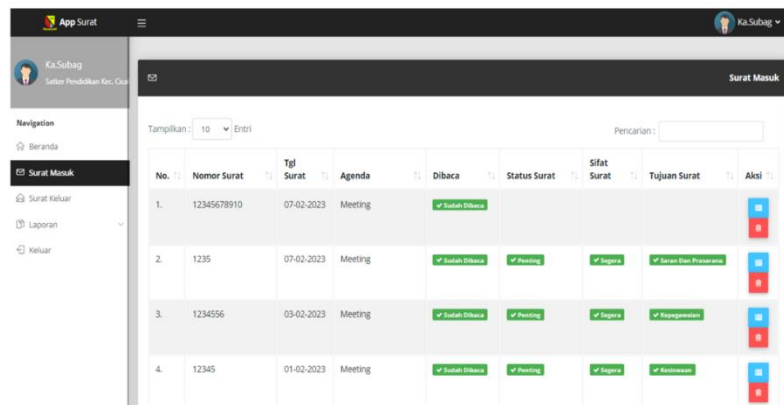 App Surat
Ka.Subag
Ka.Subag
Satker Pendidikan Kec.
Surat Masuk
Navigation
Beranda
Surat Masuk
Surat Keluar
Laporan
Keluar
Tampilkan : 10 Entri
Pencarian :
No. Nomor Surat Tgl Surat Agenda Dibaca Status Surat Sifat Surat Tujuan Surat Aksi
1. 12345678910 07-02-2023 Meeting Sudah Dibaca
2. 1235 07-02-2023 Meeting Sudah Dibaca Penting Segera Saran Dan Prasarana
3. 1234556 03-02-2023 Meeting Sudah Dibaca Penting Segera Kepegawaian
4. 12345 01-02-2023 Meeting Sudah Dibaca Penting Segera Kesiswaan